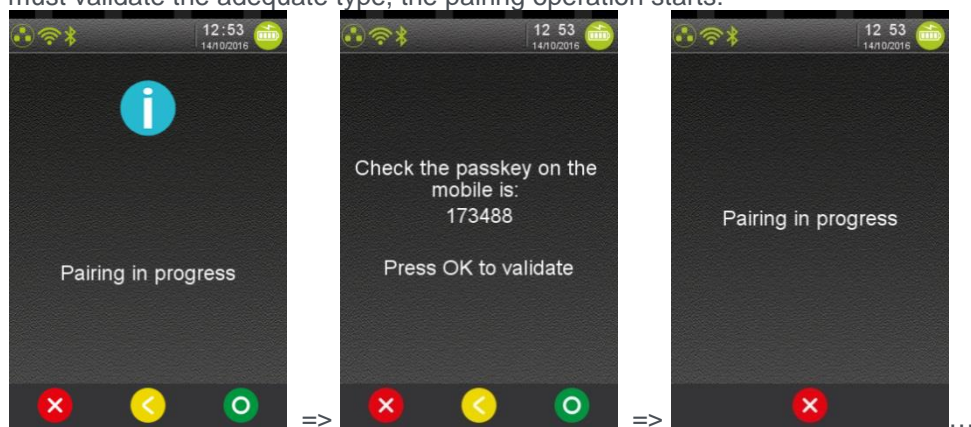 must validate the adequate type, the pairing operation starts.
12:53
14/10/2016
i
Pairing in progress
=>
12 53
14/10/2016
Check the passkey on the
mobile is:
173488
Press OK to validate
=>
12 53
14/10/2016
Pairing in progress
...